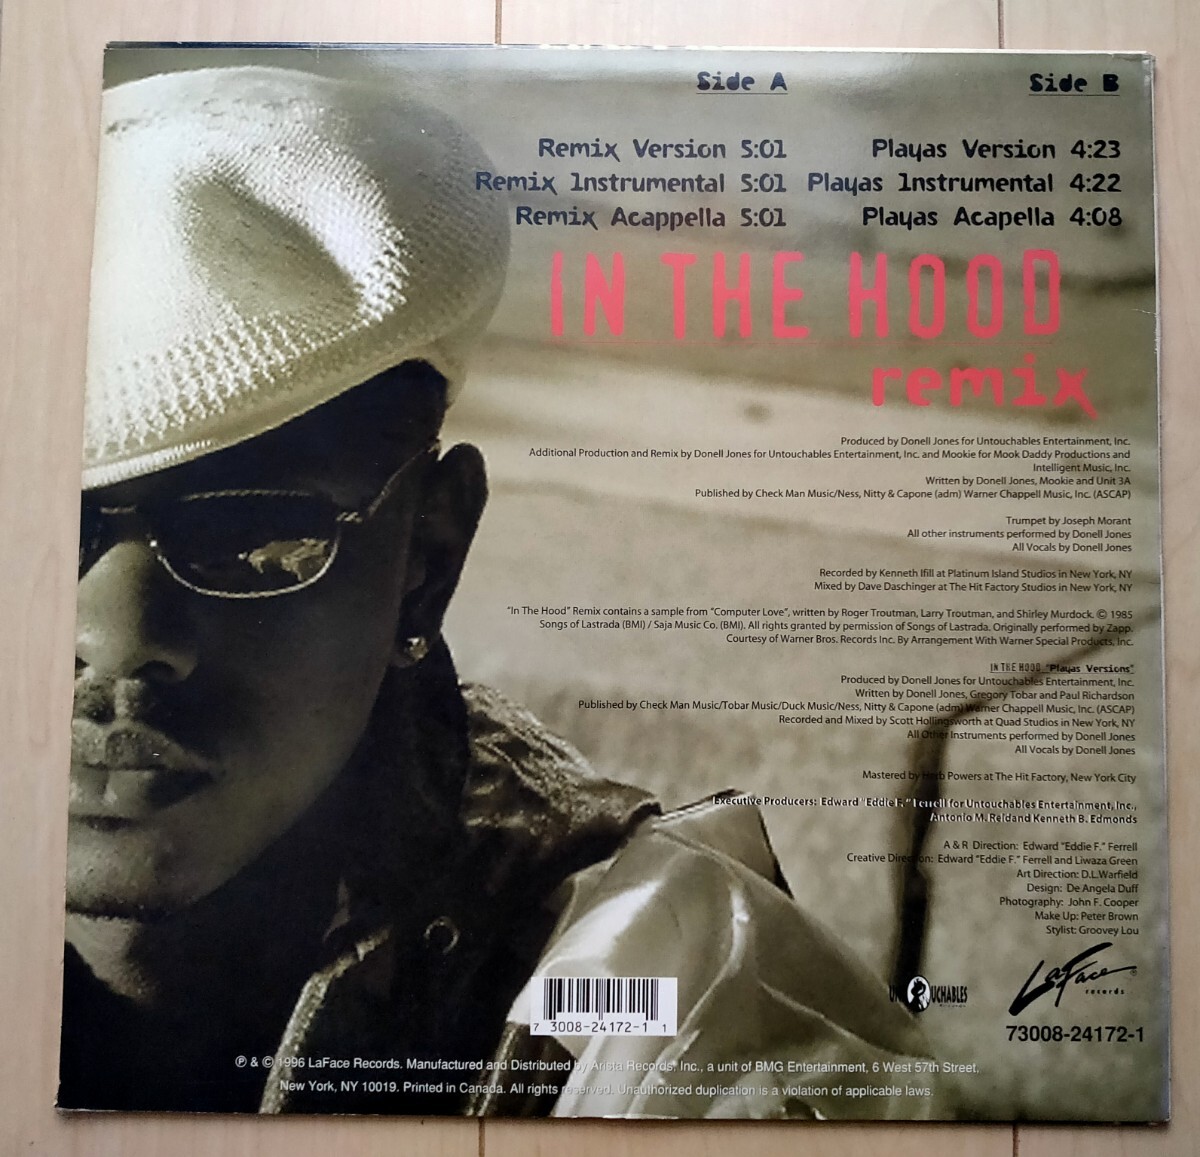 Side A
Remix Version 5:01
Remix Instrumental 5:01
Remix Acappella 5:01
Side B
Playas Version 4:23
Playas Instrumental 4:22
Playas Acapella 4:08
IN THE HOOD
remix
Produced by Donell Jones for Untouchables Entertainment, Inc.
Additional Production and Remix by Donell Jones for Untouchables Entertainment, Inc. and Mookie for Mook Daddy Productions and
Intelligent Music, Inc.
Written by Donell Jones, Mookie and Unit 3A
Published by Check Man Music/Ness, Nitty & Capone (adm) Warner Chappell Music, Inc. (ASCAP)
Trumpet by Joseph Morant
All other instruments performed by Donell Jones
All Vocals by Donell Jones
Recorded by Kenneth Ifill at Platinum Island Studios in New York, NY
Mixed by Dave Daschinger at The Hit Factory Studios in New York, NY
"In The Hood" Remix contains a sample from "Computer Love", written by Roger Troutman, Larry Troutman, and Shirley Murdock. © 1985
Songs of Lastrada (BMI) / Saja Music Co. (BMI). All rights granted by permission of Songs of Lastrada. Originally performed by Zapp.
Courtesy of Warner Bros. Records Inc. By Arrangement With Warner Special Products, Inc.
IN THE HOOD "Playas Versions"
Produced by Donell Jones for Untouchables Entertainment, Inc.
Written by Donell Jones, Gregory Tobar and Paul Richardson
Published by Check Man Music/Tobar Music/Duck Music/Ness, Nitty & Capone (adm) Warner Chappell Music, Inc. (ASCAP)
Recorded and Mixed by Scott Hollingsworth at Quad Studios in New York, NY
All Other Instruments performed by Donell Jones
All Vocals by Donell Jones
Mastered by Herb Powers at The Hit Factory, New York City
Executive Producers: Edward "Eddie F." Ferrell for Untouchables Entertainment, Inc.,
Antonio M. Reidand Kenneth B. Edmonds
A & R Direction: Edward "Eddie F." Ferrell
Creative Direction: Edward "Eddie F." Ferrell and Liwaza Green
Art Direction: D.L.Warfield
Design: De Angela Duff
Photography: John F. Cooper
Make Up: Peter Brown
Stylist: Groovey Lou
UNTOUCHABLES
LaFace
records
73008-24172-1
7 73008-24172-1 1
℗ & © 1996 LaFace Records. Manufactured and Distributed by Arista Records, Inc., a unit of BMG Entertainment, 6 West 57th Street,
New York, NY 10019. Printed in Canada. All rights reserved. Unauthorized duplication is a violation of applicable laws.